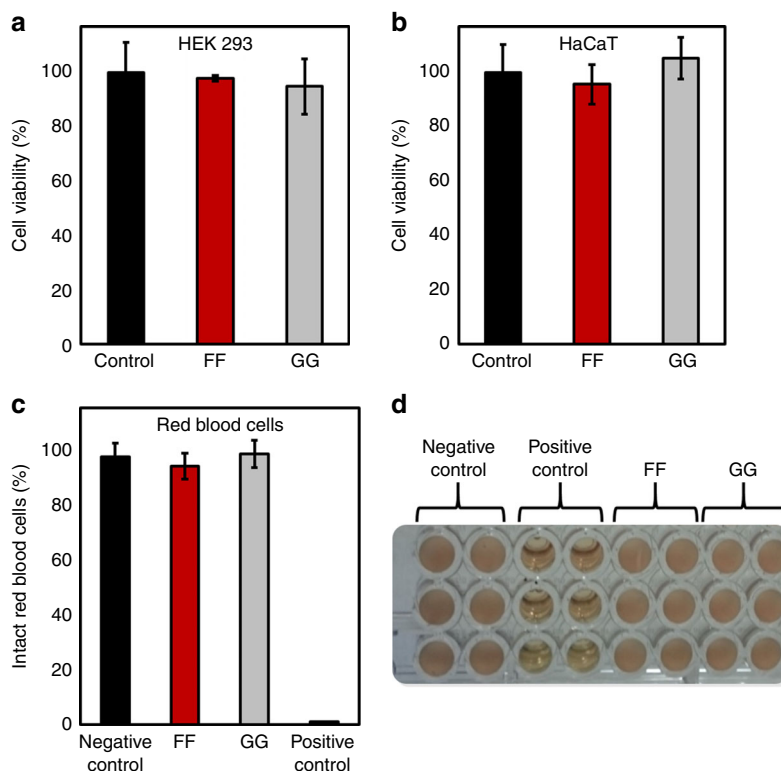 a
HEK 293
Cell viability (%)
100
80
60
40
20
0
Control FF GG
b
HaCaT
Cell viability (%)
100
80
60
40
20
0
Control FF GG
c
Red blood cells
Intact red blood cells (%)
100
80
60
40
20
0
Negative FF GG Positive
control control
d
Negative Positive
control control FF GG